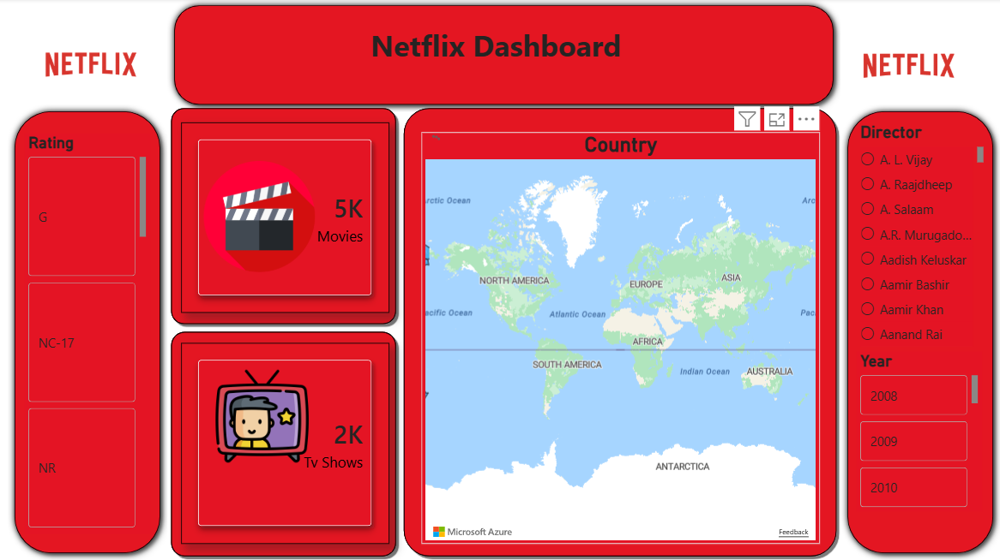 Netflix Dashboard
NETFLIX
NETFLIX
Rating
G
NC-17
NR
5K
Movies
2K
Tv Shows
Country
Arctic Ocean
Arc
NORTH AMERICA
EUROPE
ASIA
Pacific Ocean
Atlantic Ocean
Pac
AFRICA
SOUTH AMERICA
Indian Ocean
AUSTRALIA
ANTARCTICA
Microsoft Azure
Feedback
Director
A. L. Vijay
A. Raajdheep
A. Salaam
A.R. Murugado...
Aadish Keluskar
Aamir Bashir
Aamir Khan
Aanand Rai
Year
2008
2009
2010